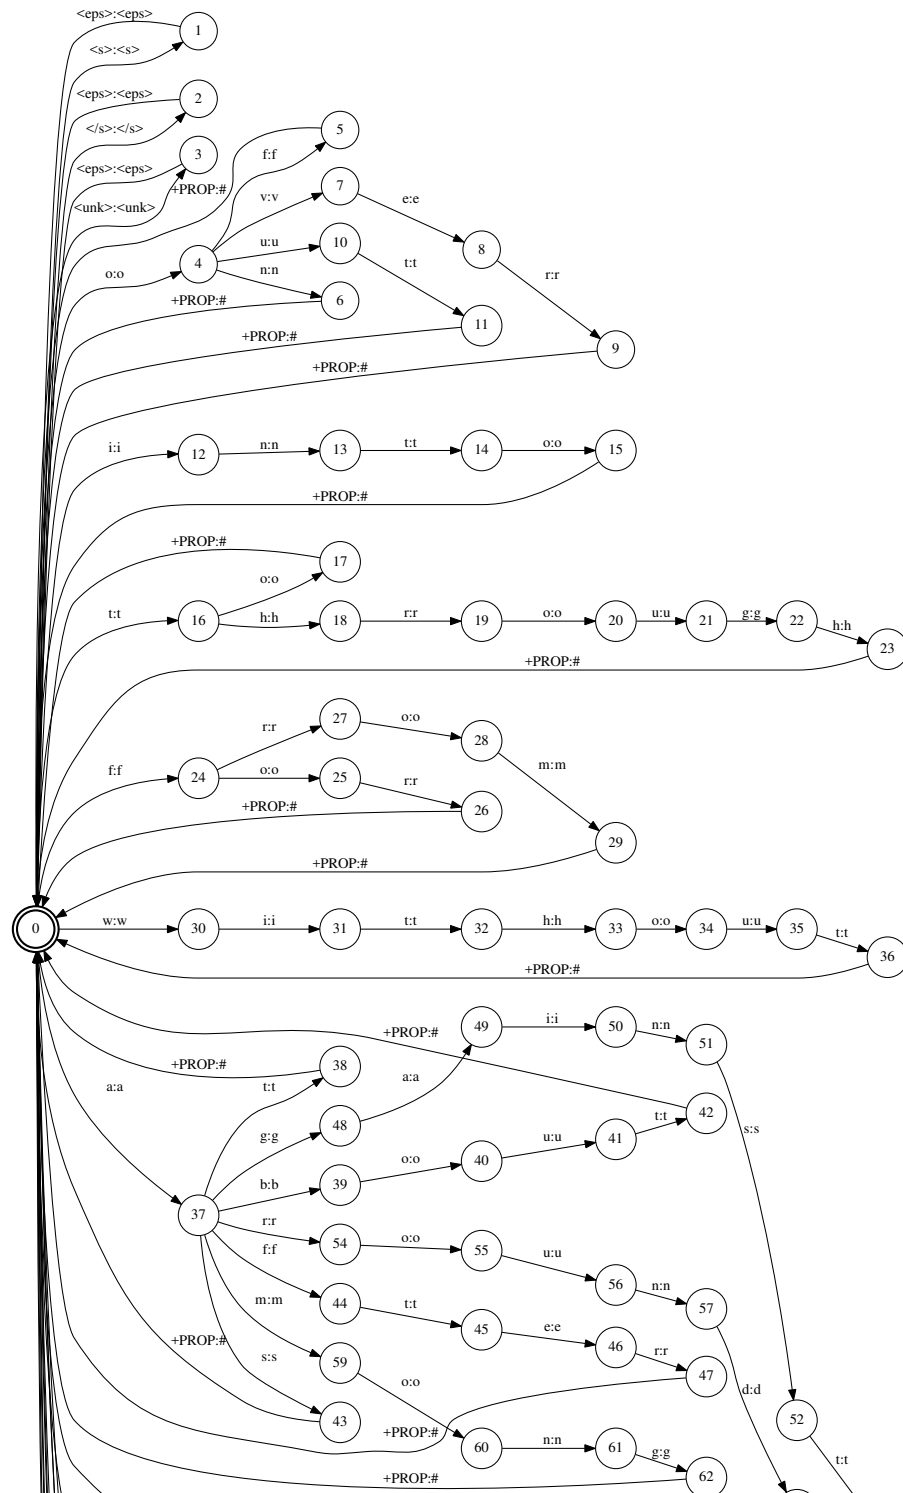 <eps>:<eps>
1
<s>:<s>
<eps>:<eps>
2
</s>:</s>
5
f:f
3
<eps>:<eps>
+PROP:#
7
v:v
e:e
<unk>:<unk>
10
u:u
8
4
t:t
n:n
o:o
r:r
+PROP:#
6
11
+PROP:#
9
+PROP:#
i:i
12
n:n
13
t:t
14
o:o
15
+PROP:#
+PROP:#
17
o:o
t:t
16
h:h
18
r:r
19
o:o
20
u:u
21
g:g
22
h:h
23
+PROP:#
r:r
27
o:o
28
f:f
24
o:o
25
r:r
m:m
+PROP:#
26
29
+PROP:#
0
w:w
30
i:i
31
t:t
32
h:h
33
o:o
34
u:u
35
t:t
36
+PROP:#
49
i:i
50
n:n
51
+PROP:#
+PROP:#
38
a:a
t:t
a:a
g:g
48
t:t
42
s:s
u:u
41
b:b
39
o:o
40
37
r:r
54
o:o
55
u:u
f:f
56
n:n
57
m:m
44
t:t
45
e:e
46
r:r
+PROP:#
s:s
59
47
o:o
d:d
43
+PROP:#
52
60
n:n
61
g:g
t:t
+PROP:#
62